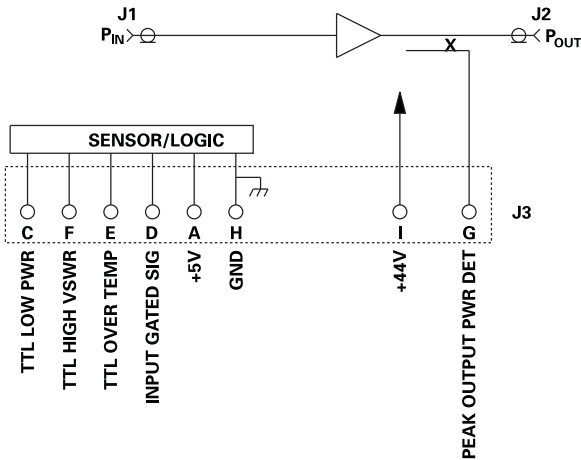 J1
J2
PIN
POUT
X
SENSOR/LOGIC
J3
C F E D A H I G
TTL LOW PWR
TTL HIGH VSWR
TTL OVER TEMP
INPUT GATED SIG
+5V
GND
+44V
PEAK OUTPUT PWR DET